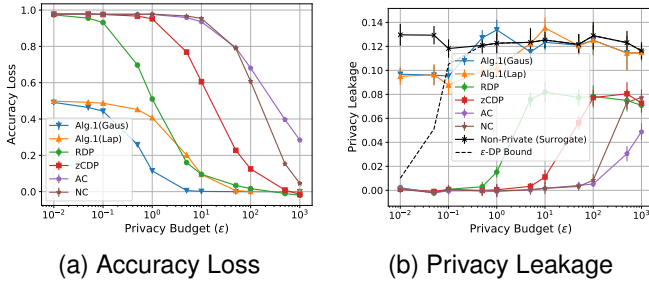 Accuracy Loss
1.0
0.8
0.6
0.4
0.2
0.0
Alg.1(Gaus)
Alg.1(Lap)
RDP
zCDP
AC
NC
10⁻² 10⁻¹ 10⁰ 10¹ 10² 10³
Privacy Budget (ε)
(a) Accuracy Loss
Privacy Leakage
0.14
0.12
0.10
0.08
0.06
0.04
0.02
0.00
Alg.1(Gaus)
Alg.1(Lap)
RDP
zCDP
AC
NC
Non-Private (Surrogate)
ε-DP Bound
10⁻² 10⁻¹ 10⁰ 10¹ 10² 10³
Privacy Budget (ε)
(b) Privacy Leakage